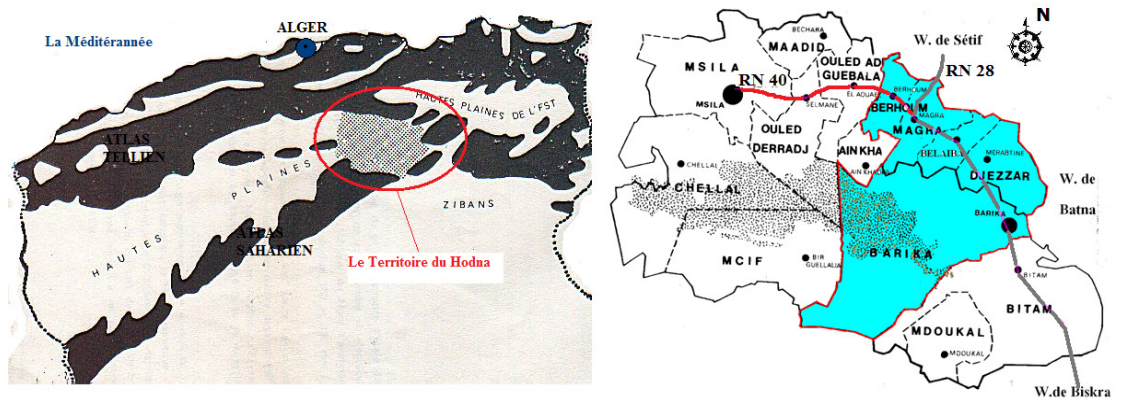 La Méditérannée
ALGER
HAUTES PLAINES DE L'EST
ATLAS
TELLIEN
HAUTES PLAINES
ATLAS
SAHARIEN
ZIBANS
Le Territoire du Hodna
N
W. de Sétif
RN 28
BECHARA
MAADID
MSILA
RN 40
OULED AD
GUEBALA
EL AOUAH
BERHOUM
BERHOUM
MSILA
SELMANE
MAGRA
MAGRA
OULED
DERRADJ
BELAIBA
MERABTINE
AIN KHA
AIN KHADRA
DJEZZAR
CHELLAL
CHELLAL
W. de
Batna
BARIKA
BARIKA
MCIF
BIR
GUELLALIA
BITAM
BITAM
MDOUKAL
MDOUKAL
W.de Biskra